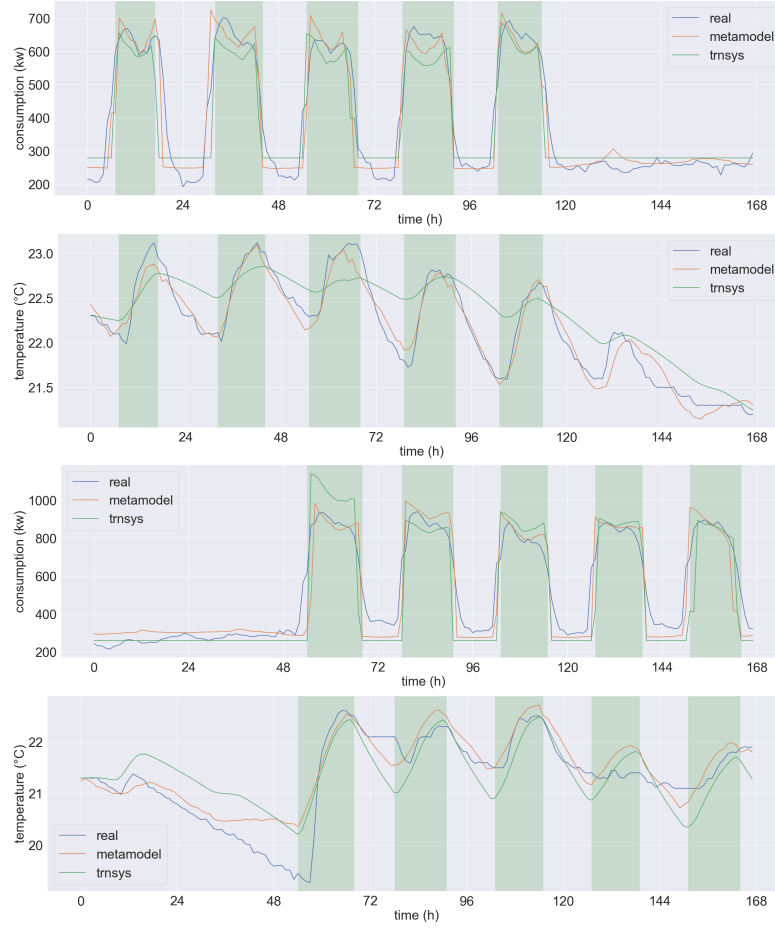 consumption (kw)
700
600
500
400
300
200
real
metamodel
trnsys
0 24 48 72 96 120 144 168
time (h)
temperature (°C)
23.0
22.5
22.0
21.5
real
metamodel
trnsys
0 24 48 72 96 120 144 168
time (h)
consumption (kw)
1000
800
600
400
200
real
metamodel
trnsys
0 24 48 72 96 120 144 168
time (h)
temperature (°C)
22
21
20
real
metamodel
trnsys
0 24 48 72 96 120 144 168
time (h)